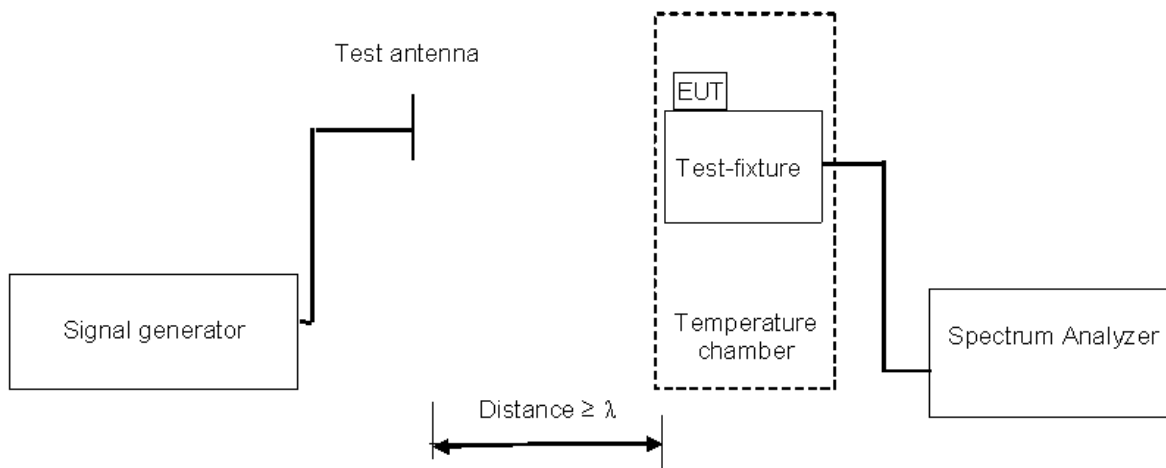 Test antenna
EUT
Test-fixture
Signal generator
Temperature
chamber
Spectrum Analyzer
Distance ≥ λ